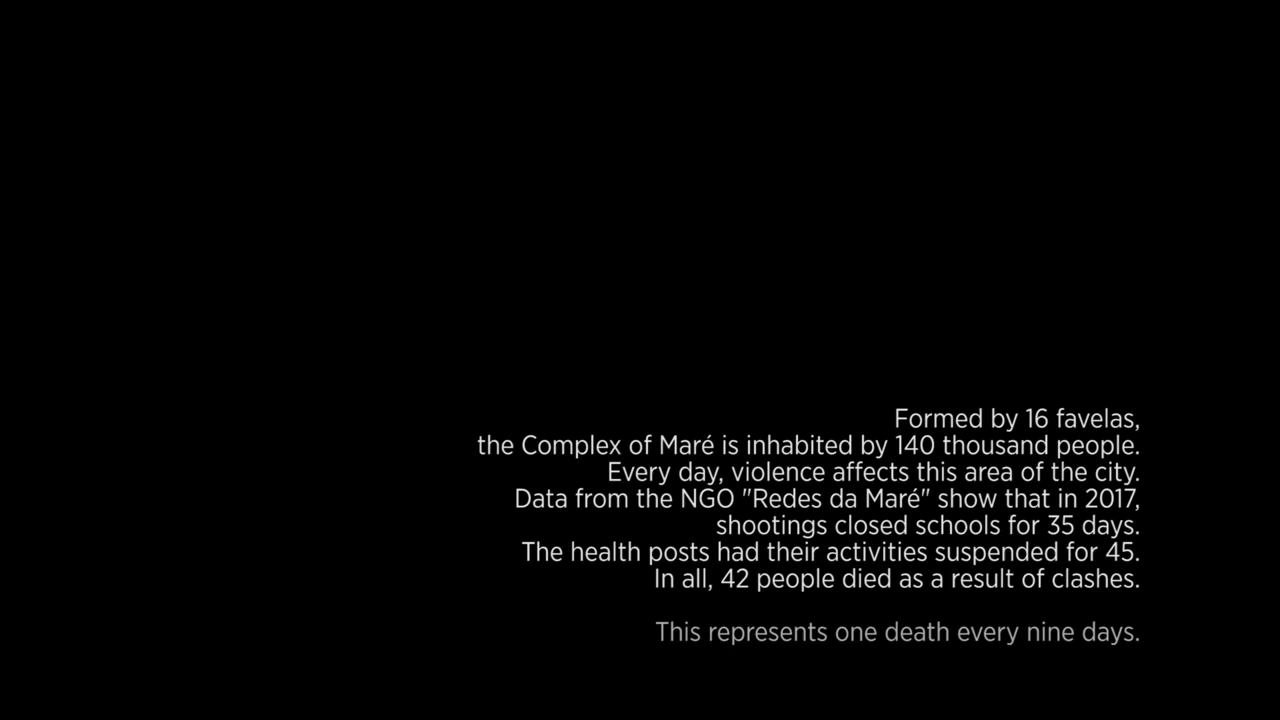 Formed by 16 favelas,
the Complex of Maré is inhabited by 140 thousand people.
Every day, violence affects this area of the city.
Data from the NGO "Redes da Maré" show that in 2017,
shootings closed schools for 35 days.
The health posts had their activities suspended for 45.
In all, 42 people died as a result of clashes.
This represents one death every nine days.